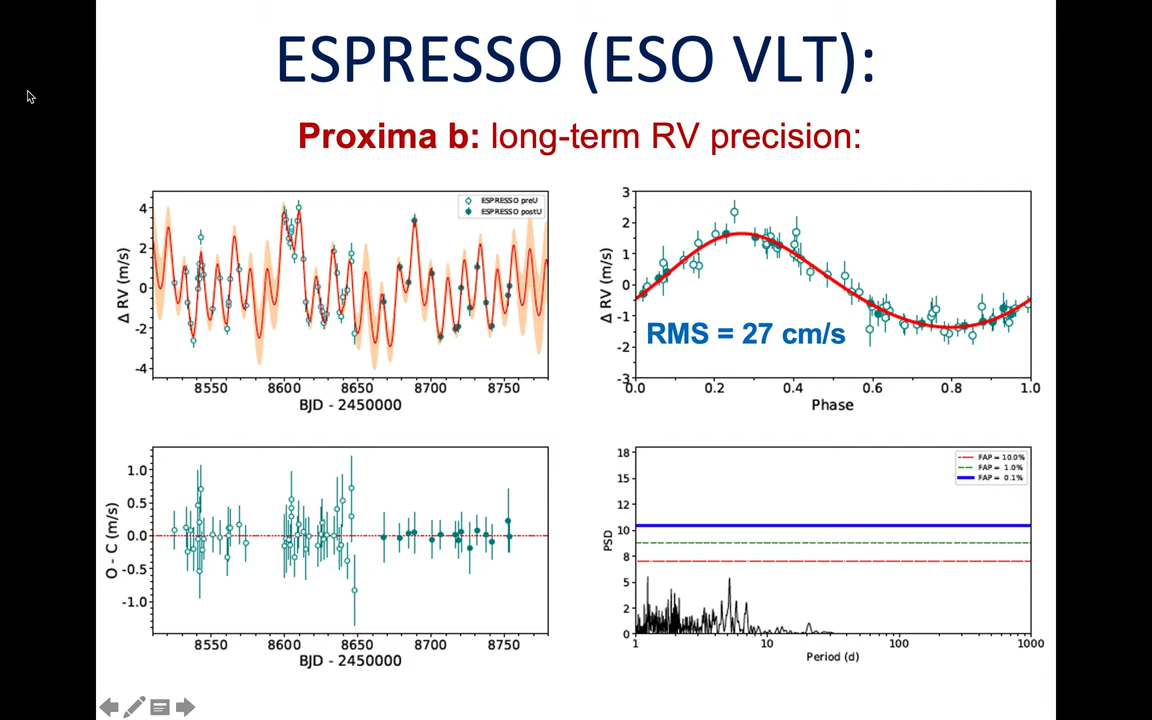 ESPRESSO (ESO VLT):
Proxima b: long-term RV precision:
ESPRESSO preU
ESPRESSO postU
4
2
0
-2
-4
Δ RV (m/s)
8550 8600 8650 8700 8750
BJD - 2450000
3
2
1
0
-1
-2
-3
Δ RV (m/s)
RMS = 27 cm/s
0.0 0.2 0.4 0.6 0.8 1.0
Phase
1.0
0.5
0.0
-0.5
-1.0
O - C (m/s)
8550 8600 8650 8700 8750
BJD - 2450000
FAP = 10.0%
FAP = 1.0%
FAP = 0.1%
18
15
12
10
8
5
2
0
PSD
1 10 100 1000
Period (d)